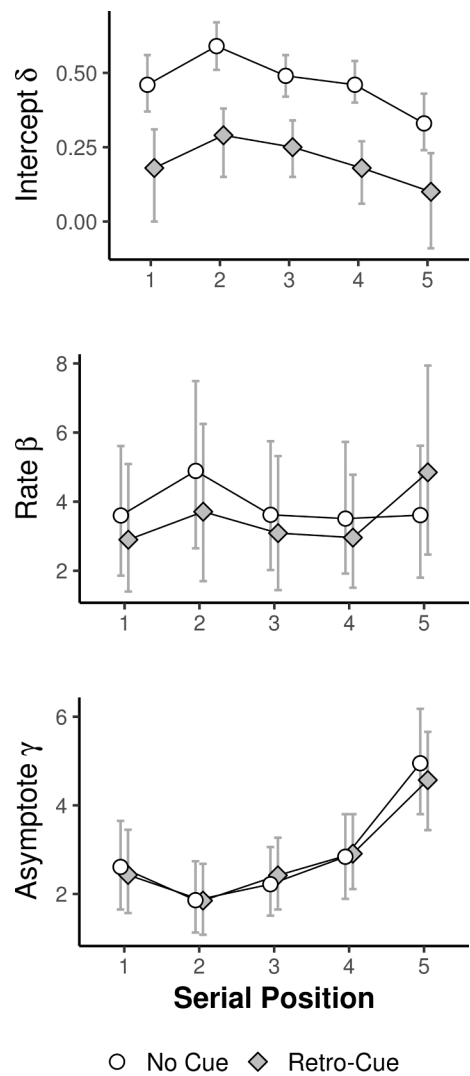 Intercept δ
0.50
0.25
0.00
1 2 3 4 5
Rate β
8
6
4
2
1 2 3 4 5
Asymptote γ
6
4
2
1 2 3 4 5
Serial Position
No Cue Retro-Cue